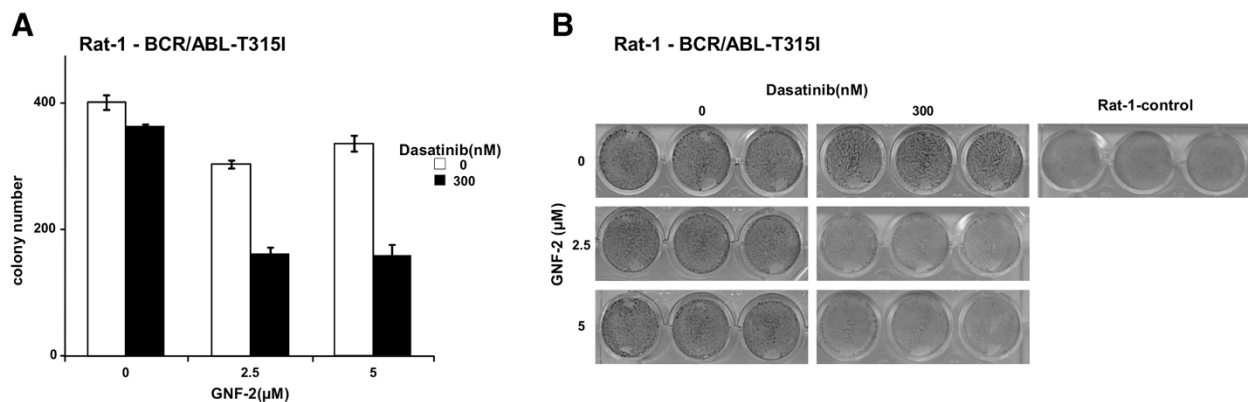 A
Rat-1 - BCR/ABL-T315I
400
200
0
colony number
Dasatinib(nM)
0
300
0
2.5
5
GNF-2(µM)
B
Rat-1 - BCR/ABL-T315I
Dasatinib(nM)
0
300
Rat-1-control
GNF-2 (µM)
0
2.5
5